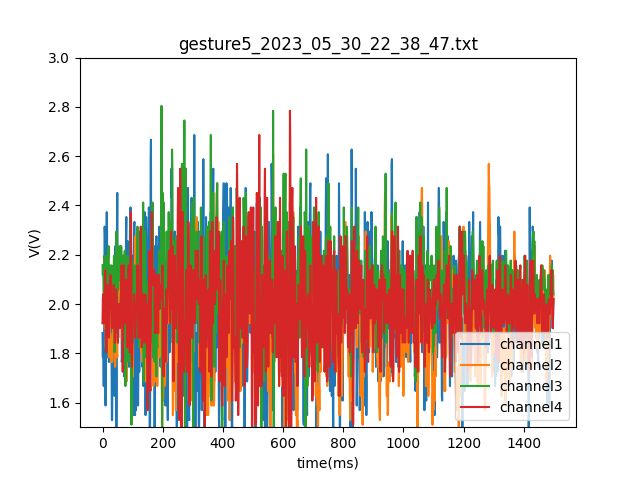 gesture5_2023_05_30_22_38_47.txt
V(V)
3.0
2.8
2.6
2.4
2.2
2.0
1.8
1.6
channel1
channel2
channel3
channel4
0 200 400 600 800 1000 1200 1400
time(ms)